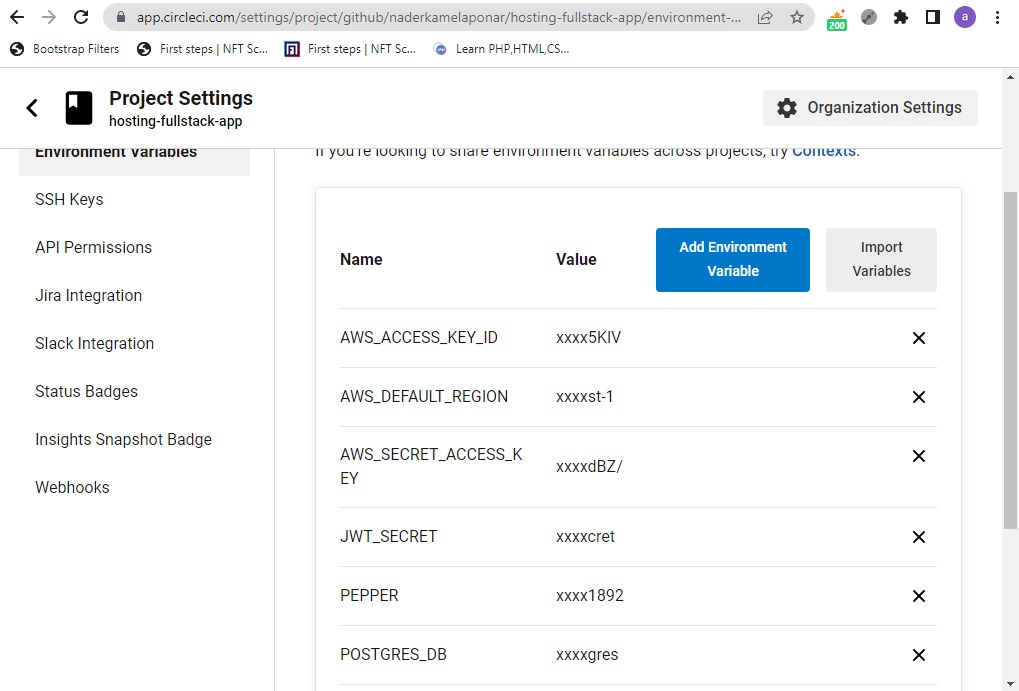 app.circleci.com/settings/project/github/naderkamelaponar/hosting-fullstack-app/environment-...
200
a
Bootstrap Filters
First steps | NFT Sc...
First steps | NFT Sc...
Learn PHP,HTML,CS...
Project Settings
hosting-fullstack-app
Organization Settings
Environment Variables
SSH Keys
API Permissions
Jira Integration
Slack Integration
Status Badges
Insights Snapshot Badge
Webhooks
If you're looking to share environment variables across projects, try Contexts.
Name
Value
Add Environment
Variable
Import
Variables
AWS_ACCESS_KEY_ID
xxxx5KIV
AWS_DEFAULT_REGION
xxxxst-1
AWS_SECRET_ACCESS_K
EY
xxxxdBZ/
JWT_SECRET
xxxxcret
PEPPER
xxxx1892
POSTGRES_DB
xxxxgres